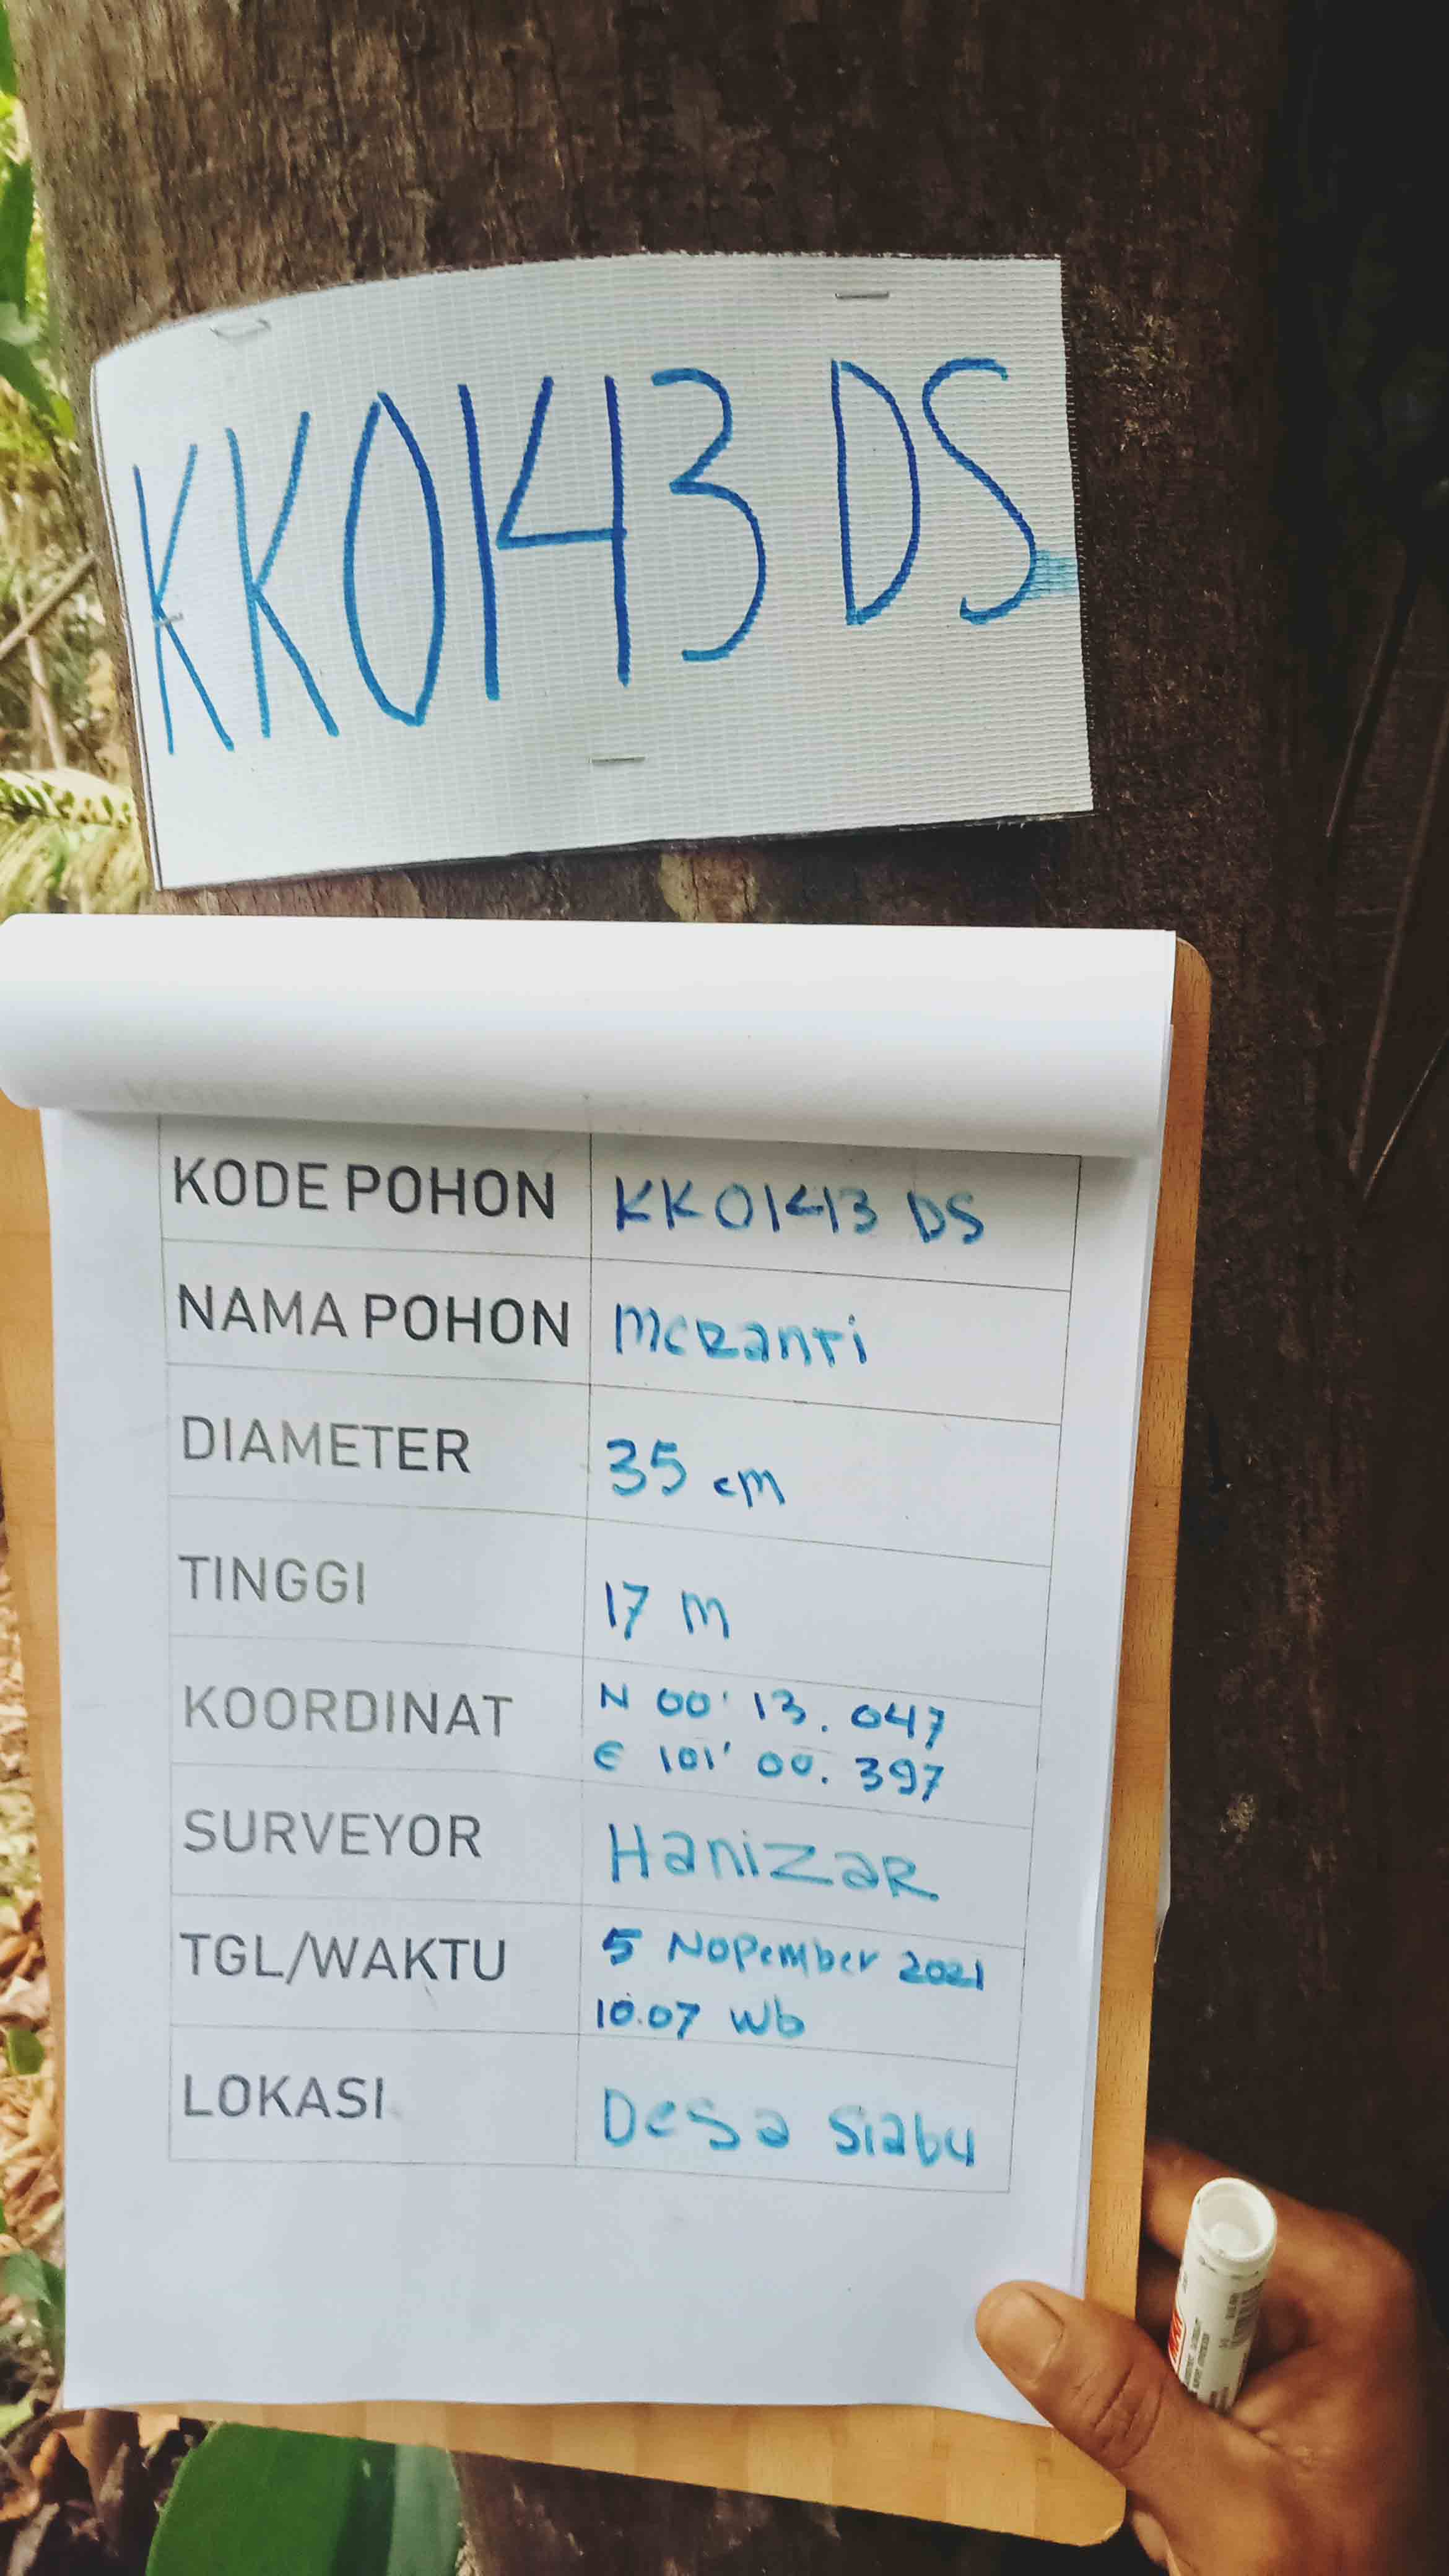 KK0143 DS
KODE POHON KK0143 DS
NAMA POHON MeRanTi
DIAMETER 35 cm
TINGGI 17 M
KOORDINAT N 00' 13. 047
E 101' 00. 397
SURVEYOR HaniZaR
TGL/WAKTU 5 Nopember 2021
10.07 Wb
LOKASI Desa Siabu